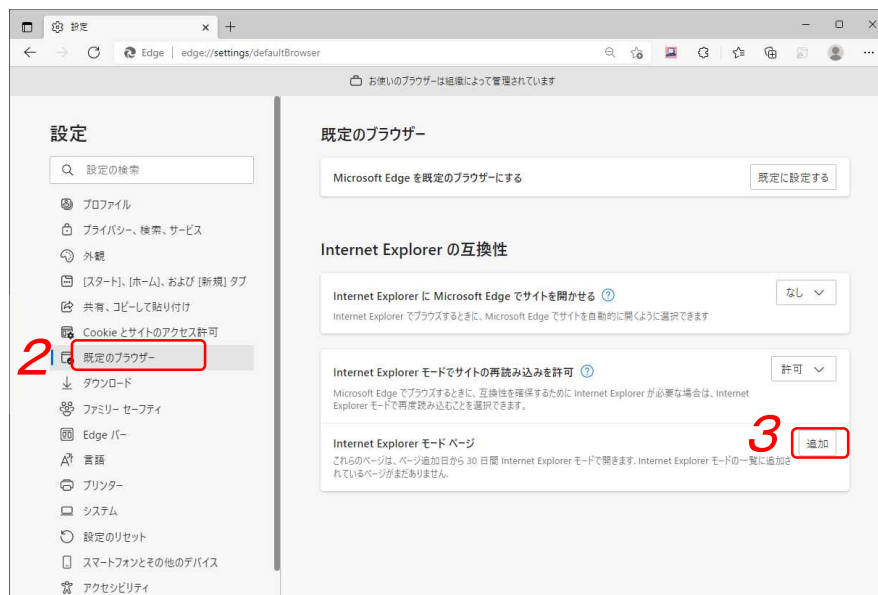 設定
Edge
edge://settings/defaultBrowser
お使いのブラウザーは組織によって管理されています
設定
設定の検索
プロファイル
プライバシー、検索、サービス
外観
[スタート]、[ホーム]、および [新規] タブ
共有、コピーして貼り付け
Cookie とサイトのアクセス許可
2
既定のブラウザー
ダウンロード
ファミリー セーフティ
Edge バー
言語
プリンター
システム
設定のリセット
スマートフォンとその他のデバイス
アクセシビリティ
既定のブラウザー
Microsoft Edge を既定のブラウザーにする
既定に設定する
Internet Explorer の互換性
Internet Explorer に Microsoft Edge でサイトを開かせる
なし
Internet Explorer でブラウズするときに、Microsoft Edge でサイトを自動的に開くように選択できます
Internet Explorer モードでサイトの再読み込みを許可
許可
Microsoft Edge でブラウズするときに、互換性を確保するために Internet Explorer が必要な場合は、Internet
Explorer モードで再度読み込むことを選択できます。
Internet Explorer モード ページ
3
追加
これらのページは、ページ追加日から 30 日間 Internet Explorer モードで開きます. Internet Explorer モードの一覧に追加さ
れているページがまだありません.